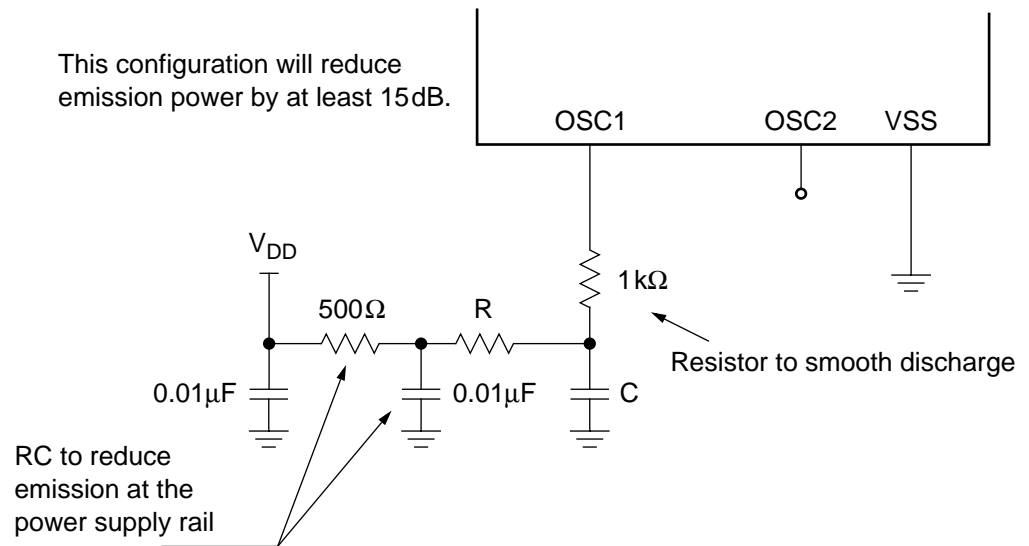 This configuration will reduce
emission power by at least 15dB.
OSC1 OSC2 VSS
VDD
1kΩ
500Ω R
Resistor to smooth discharge
0.01µF 0.01µF C
RC to reduce
emission at the
power supply rail